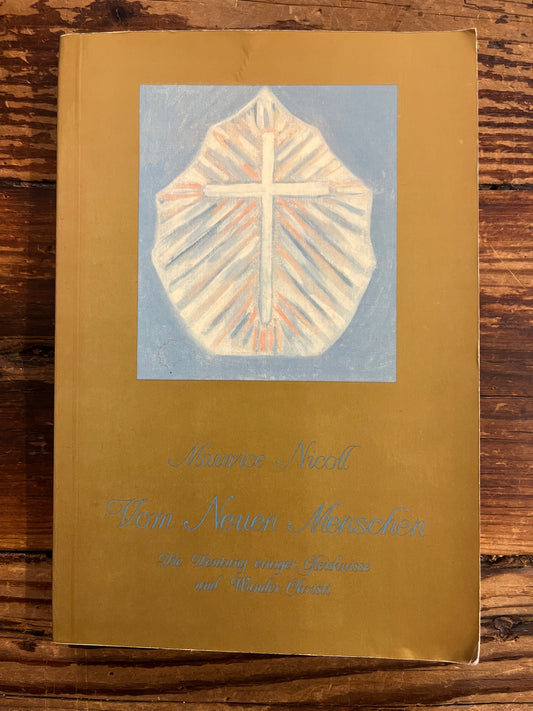 Maurice Nicoll
Vom Neuen Menschen
Die Deutung einiger Gleichnisse
und Wunder Christi